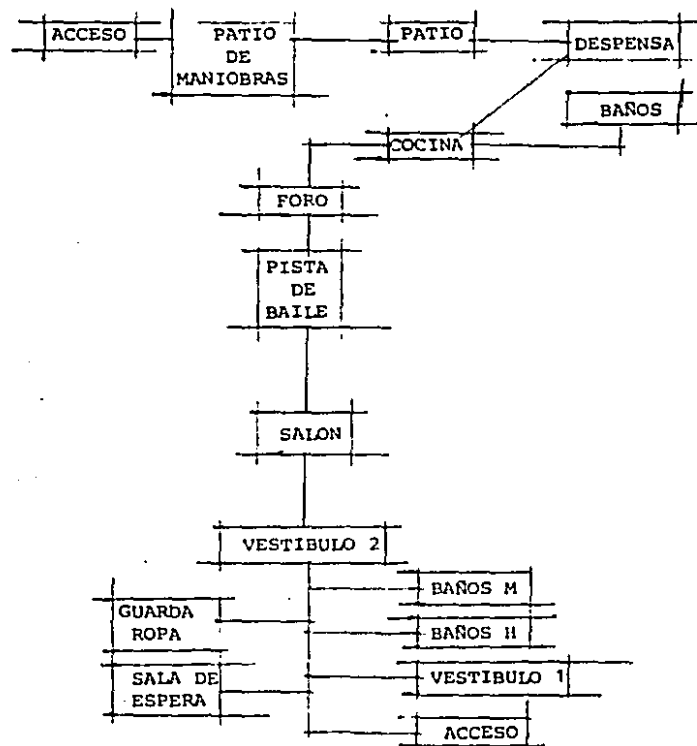 ACCESO
PATIO
DE
MANIOBRAS
PATIO
DESPENSA
BAÑOS
COCINA
FORO
PISTA
DE
BAILE
SALON
VESTIBULO 2
BAÑOS M
GUARDA
ROPA
BAÑOS H
SALA DE
ESPERA
VESTIBULO 1
ACCESO